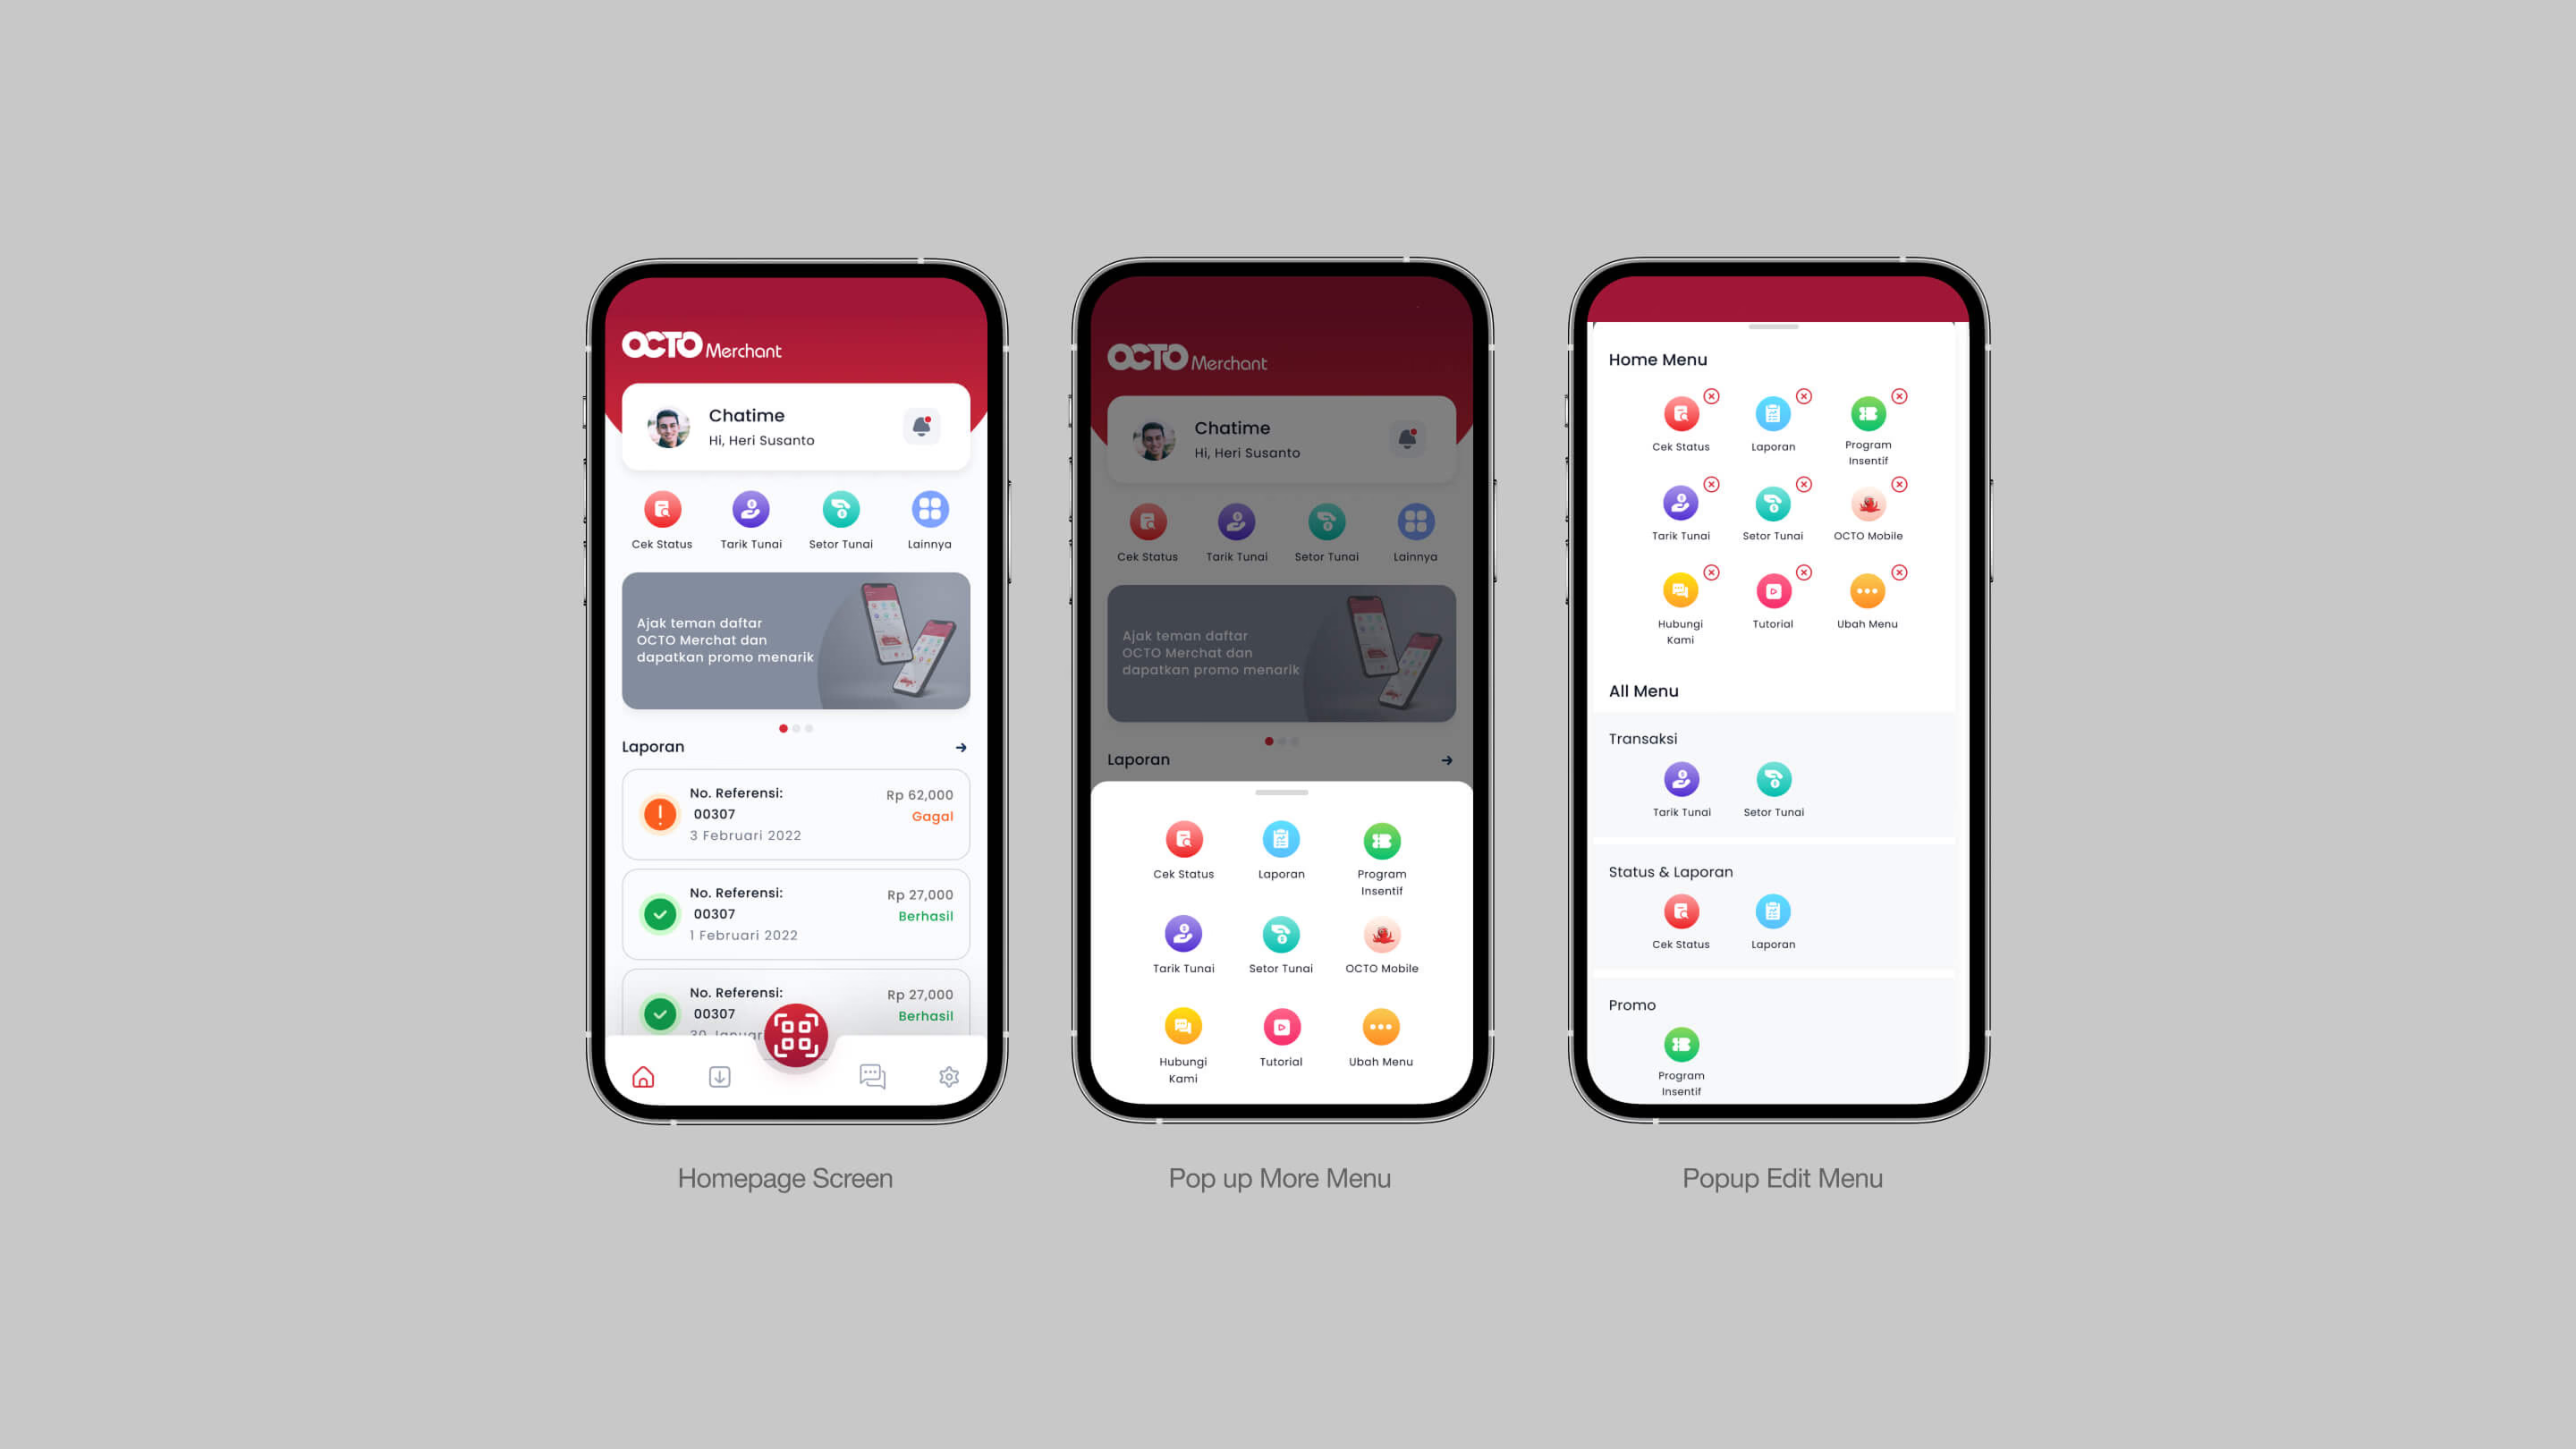 OCTO Merchant
Chatime
Hi, Heri Susanto
Cek Status
Tarik Tunai
Setor Tunai
Lainnya
Ajak teman daftar
OCTO Merchat dan
dapatkan promo menarik
Laporan
No. Referensi:
00307
3 Februari 2022
Rp 62,000
Gagal
No. Referensi:
00307
1 Februari 2022
Rp 27,000
Berhasil
No. Referensi:
00307
Rp 27,000
Berhasil
Homepage Screen
OCTO Merchant
Chatime
Hi, Heri Susanto
Cek Status
Tarik Tunai
Setor Tunai
Lainnya
Ajak teman daftar
OCTO Merchat dan
dapatkan promo menarik
Laporan
Cek Status
Laporan
Program
Insentif
Tarik Tunai
Setor Tunai
OCTO Mobile
Hubungi
Kami
Tutorial
Ubah Menu
Pop up More Menu
Home Menu
Cek Status
Laporan
Program
Insentif
Tarik Tunai
Setor Tunai
OCTO Mobile
Hubungi
Kami
Tutorial
Ubah Menu
All Menu
Transaksi
Tarik Tunai
Setor Tunai
Status & Laporan
Cek Status
Laporan
Promo
Program
Insentif
Popup Edit Menu